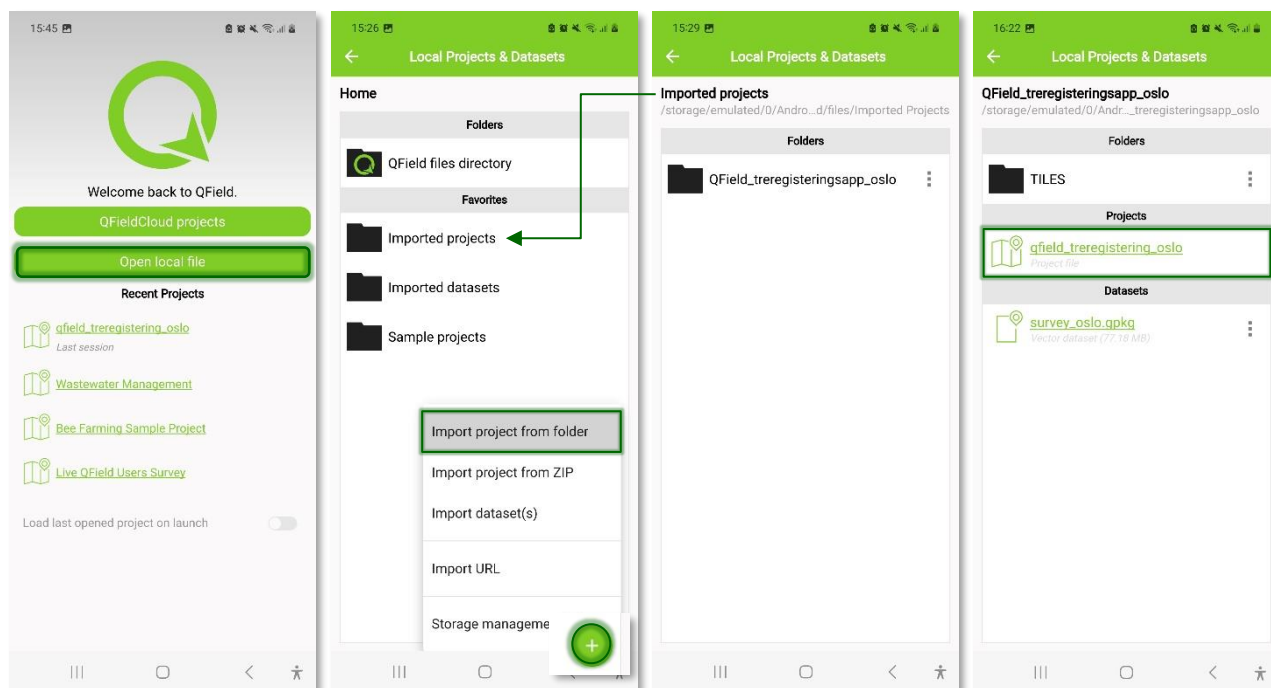 15:45
Welcome back to QField.
QFieldCloud projects
Open local file
Recent Projects
qfield_treregistering_oslo
Last session
Wastewater Management
Bee Farming Sample Project
Live QField Users Survey
Load last opened project on launch
15:26
Local Projects & Datasets
Home
Folders
QField files directory
Favorites
Imported projects
Imported datasets
Sample projects
Import project from folder
Import project from ZIP
Import dataset(s)
Import URL
Storage manageme
15:29
Local Projects & Datasets
Imported projects
/storage/emulated/0/Andro...d/files/Imported Projects
Folders
QField_treregisteringsapp_oslo
16:22
Local Projects & Datasets
QField_treregisteringsapp_oslo
/storage/emulated/0/Andr..._treregisteringsapp_oslo
Folders
TILES
Projects
qfield_treregistering_oslo
Project file
Datasets
survey_oslo.gpkg
Vector dataset (77.18 MB)